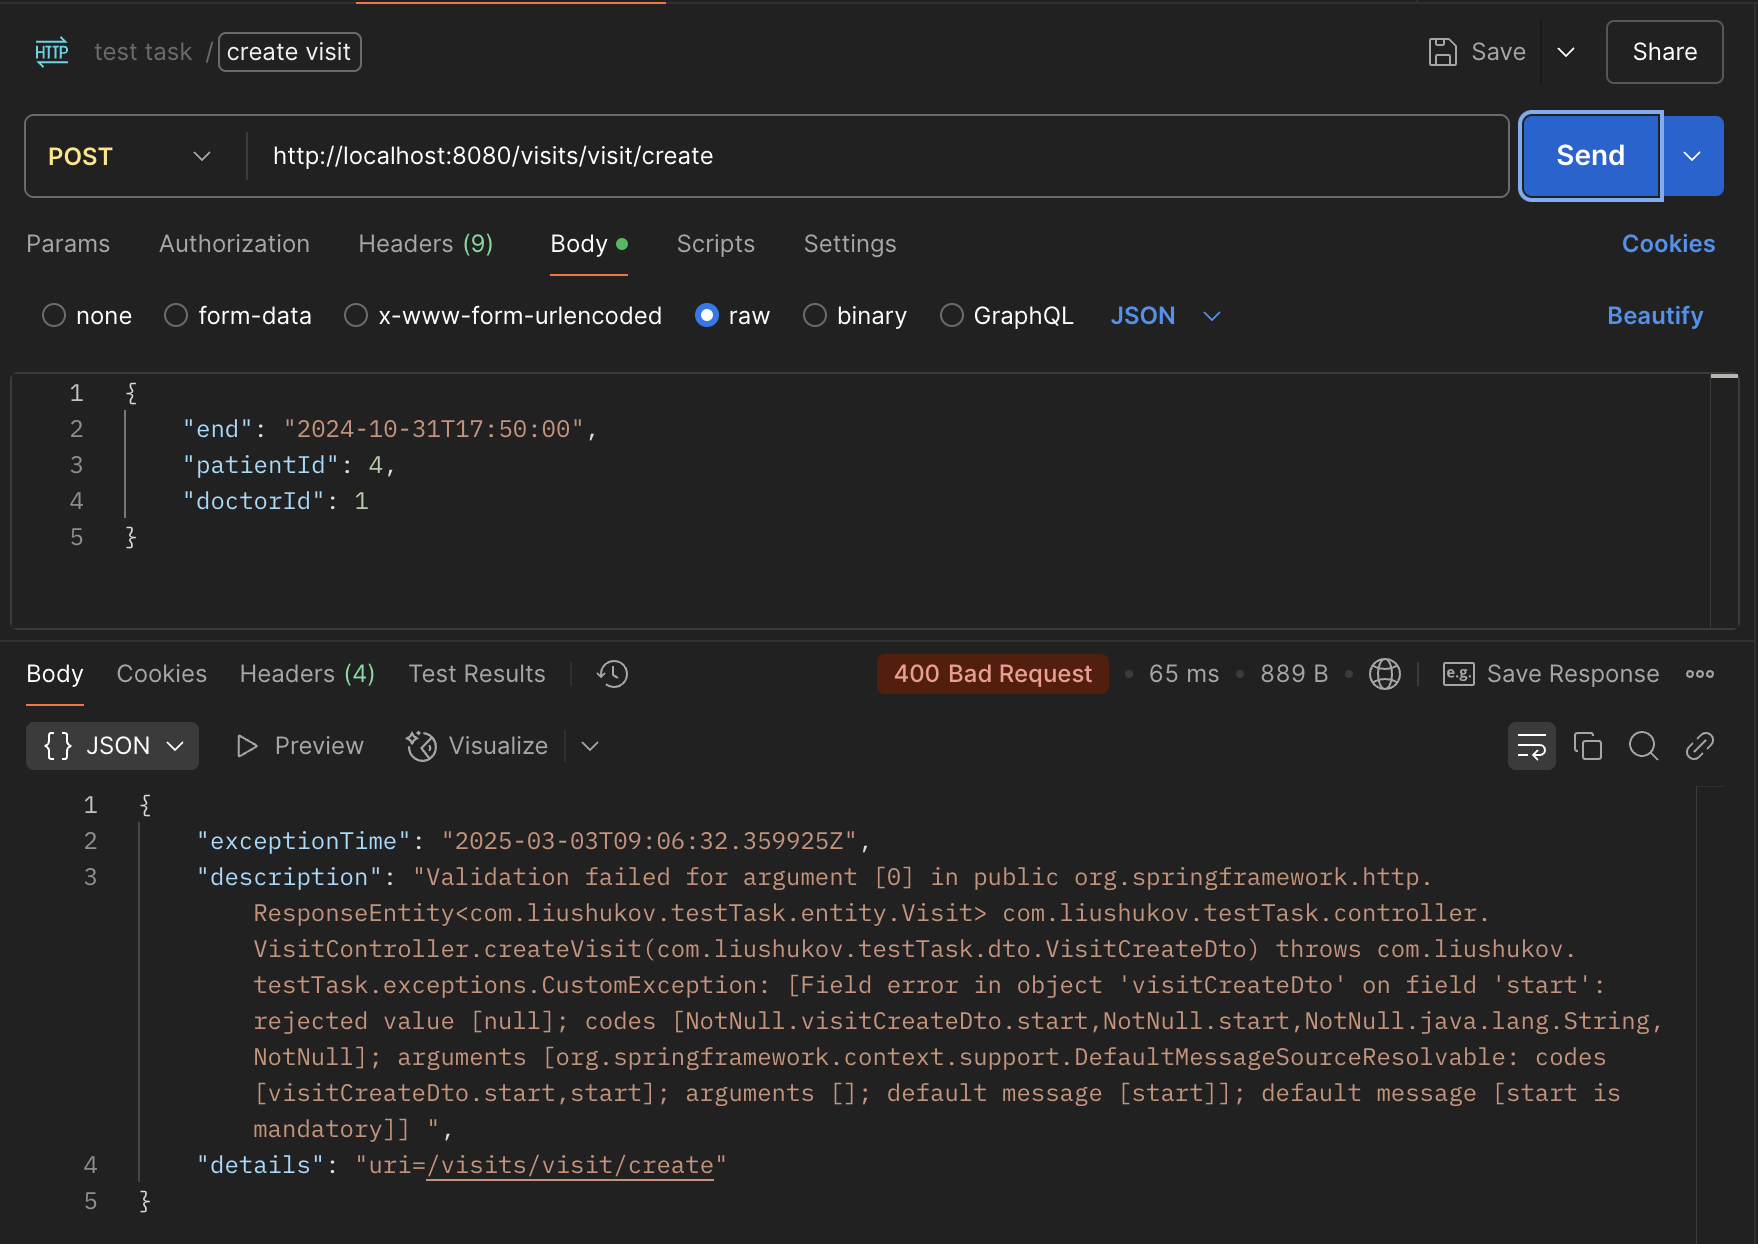 HTTP test task / create visit Save Share
POST http://localhost:8080/visits/visit/create Send
Params Authorization Headers (9) Body Scripts Settings Cookies
none form-data x-www-form-urlencoded raw binary GraphQL JSON Beautify
1 {
2 "end": "2024-10-31T17:50:00",
3 "patientId": 4,
4 "doctorId": 1
5 }
Body Cookies Headers (4) Test Results 400 Bad Request • 65 ms • 889 B • e.g. Save Response
{} JSON Preview Visualize
1 {
2 "exceptionTime": "2025-03-03T09:06:32.359925Z",
3 "description": "Validation failed for argument [0] in public org.springframework.http.
ResponseEntity<com.liushukov.testTask.entity.Visit> com.liushukov.testTask.controller.
VisitController.createVisit(com.liushukov.testTask.dto.VisitCreateDto) throws com.liushukov.
testTask.exceptions.CustomException: [Field error in object 'visitCreateDto' on field 'start':
rejected value [null]; codes [NotNull.visitCreateDto.start,NotNull.start,NotNull.java.lang.String,
NotNull]; arguments [org.springframework.context.support.DefaultMessageSourceResolvable: codes
[visitCreateDto.start,start]; arguments []; default message [start]]; default message [start is
mandatory]] ",
4 "details": "uri=/visits/visit/create"
5 }